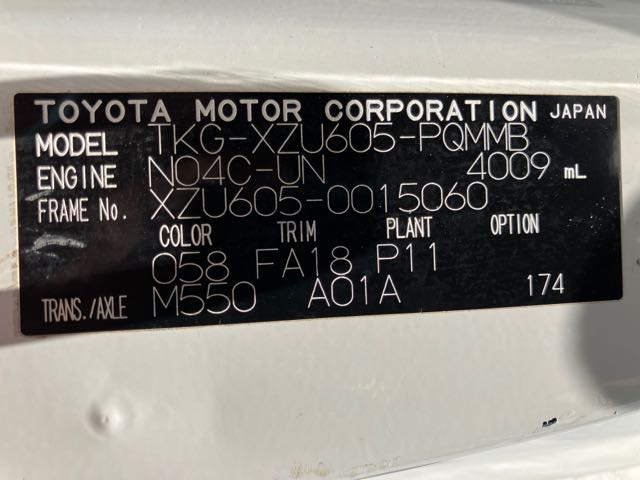 TOYOTA MOTOR CORPORATION JAPAN
MODEL TKG-XZU605-PQMMB
ENGINE N04C-UN 4009 mL
FRAME No. XZU605-0015060
COLOR TRIM PLANT OPTION
058 FA18 P11
TRANS./AXLE M550 A01A 174